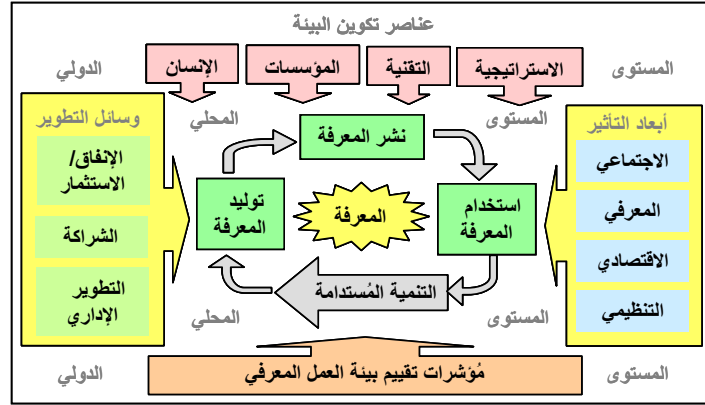 عناصر تكوين البيئة
المستوى
الاستراتيجية
التقنية
المؤسسات
الإنسان
الدولي
أبعاد التأثير
الاجتماعي
المعرفي
الاقتصادي
التنظيمي
المستوى
المحلي
نشر المعرفة
استخدام
المعرفة
المعرفة
توليد
المعرفة
التنمية المُستدامة
المستوى
المحلي
وسائل التطوير
الإنفاق/
الاستثمار
الشراكة
التطوير
الإداري
المستوى
مُؤشرات تقييم بيئة العمل المعرفي
الدولي